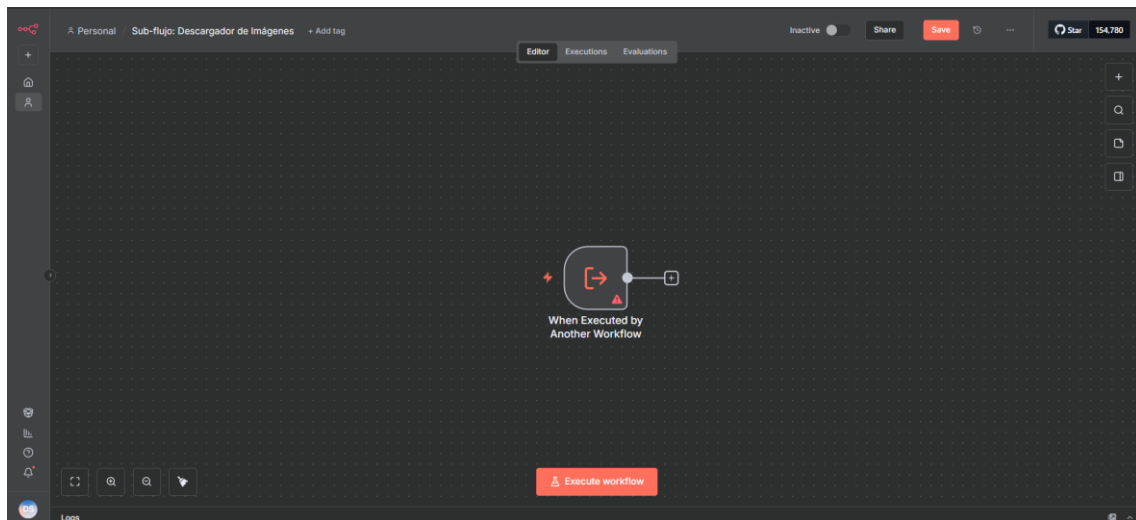 Personal / Sub-flujo: Descargador de Imágenes + Add tag
Inactive Share Save ... Star 154,780
Editor Executions Evaluations
When Executed by
Another Workflow
Execute workflow
DS
Logs